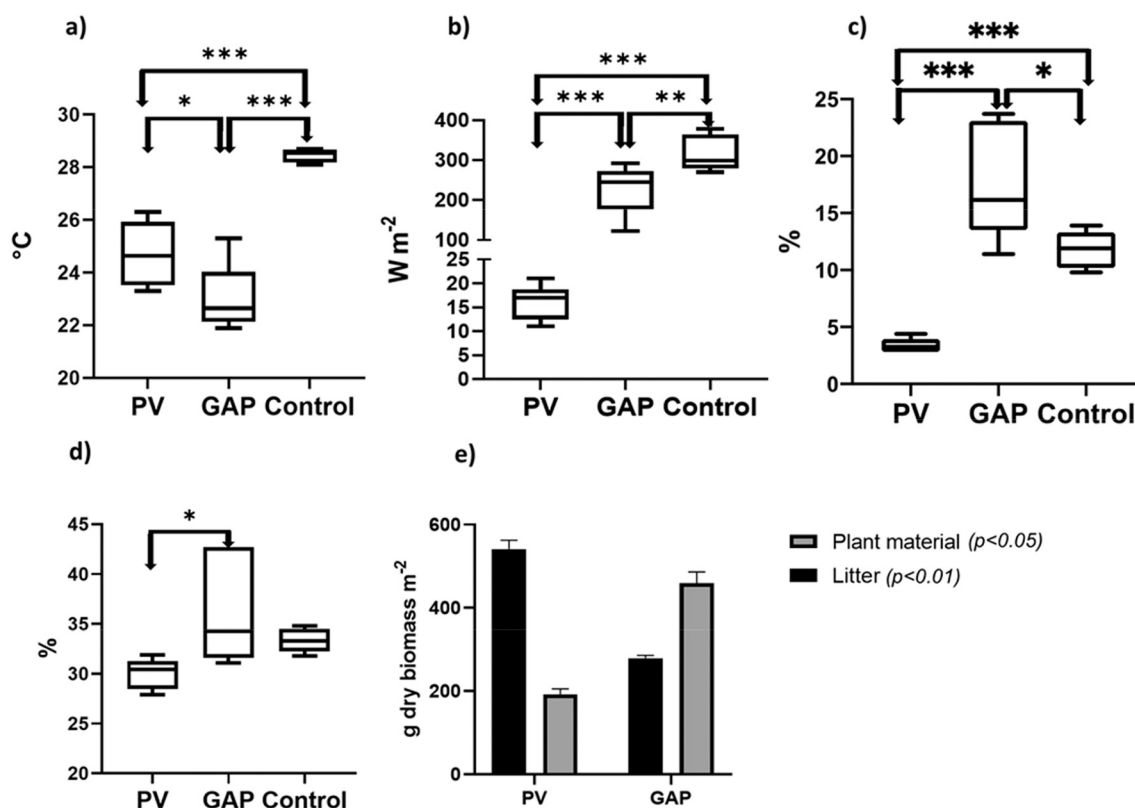 a)
***
* ***
°C
30
28
26
24
22
20
PV GAP Control
b)
***
*** **
W m-2
400
300
200
100
25
20
15
10
5
0
PV GAP Control
c)
***
*** *
%
25
20
15
10
5
0
PV GAP Control
d)
*
%
45
40
35
30
25
20
PV GAP Control
e)
g dry biomass m-2
600
400
200
0
PV GAP
Plant material (p<0.05)
Litter (p<0.01)